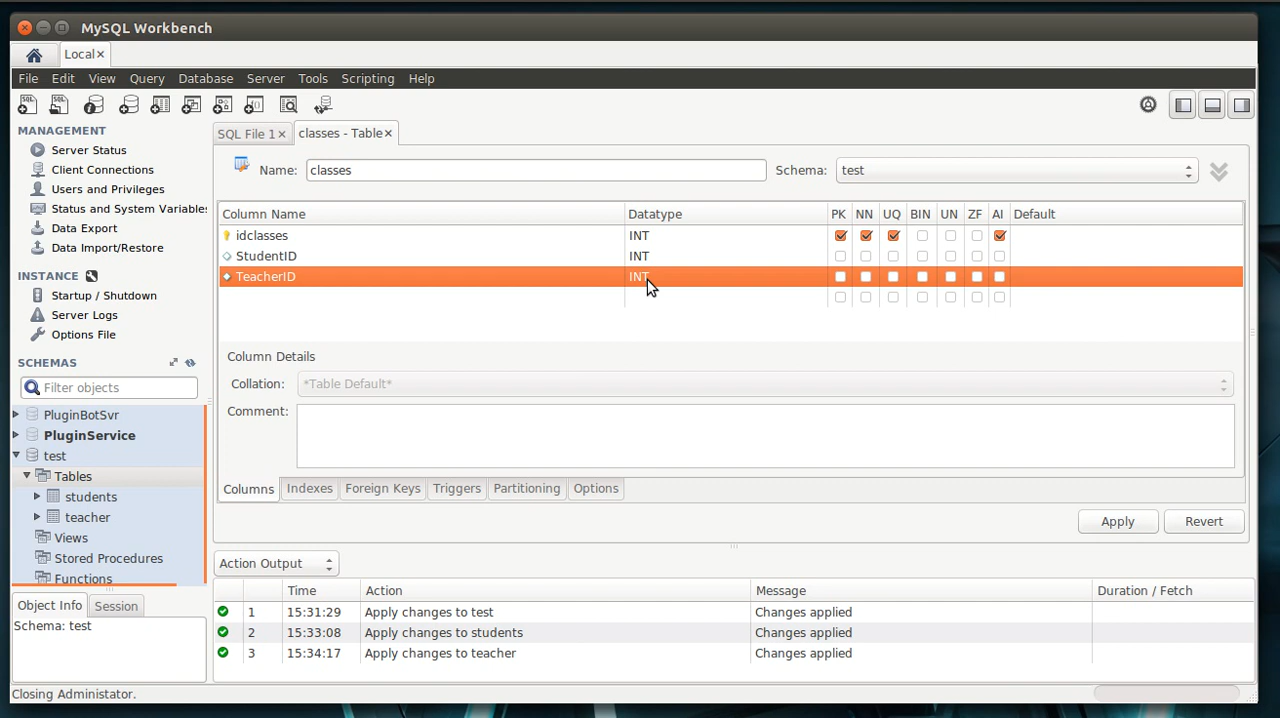 MySQL Workbench
Local
File Edit View Query Database Server Tools Scripting Help
MANAGEMENT
Server Status
Client Connections
Users and Privileges
Status and System Variables
Data Export
Data Import/Restore
INSTANCE
Startup / Shutdown
Server Logs
Options File
SCHEMAS
Filter objects
PluginBotSvr
PluginService
test
Tables
students
teacher
Views
Stored Procedures
Functions
Object Info Session
Schema: test
SQL File 1 classes - Table
Name: classes Schema: test
Column Name Datatype PK NN UQ BIN UN ZF AI Default
idclasses INT
StudentID INT
TeacherID INT
Column Details
Collation: *Table Default*
Comment:
Columns Indexes Foreign Keys Triggers Partitioning Options
Apply Revert
Action Output
Time Action Message Duration / Fetch
1 15:31:29 Apply changes to test Changes applied
2 15:33:08 Apply changes to students Changes applied
3 15:34:17 Apply changes to teacher Changes applied
Closing Administator.